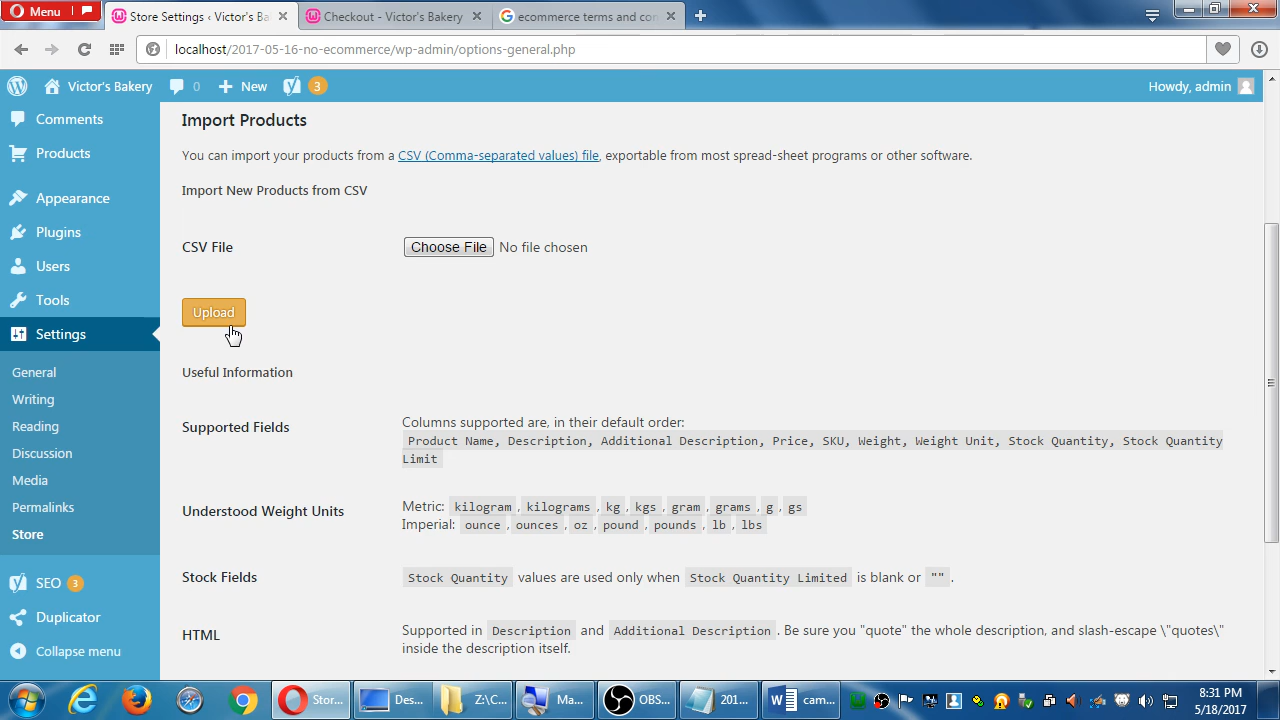 Menu
Store Settings ‹ Victor's Ba
Checkout - Victor's Bakery
ecommerce terms and con
localhost/2017-05-16-no-ecommerce/wp-admin/options-general.php
Victor's Bakery
0
New
3
Howdy, admin
Comments
Products
Appearance
Plugins
Users
Tools
Settings
General
Writing
Reading
Discussion
Media
Permalinks
Store
SEO 3
Duplicator
Collapse menu
Import Products
You can import your products from a CSV (Comma-separated values) file, exportable from most spread-sheet programs or other software.
Import New Products from CSV
CSV File
Choose File No file chosen
Upload
Useful Information
Supported Fields
Columns supported are, in their default order:
Product Name, Description, Additional Description, Price, SKU, Weight, Weight Unit, Stock Quantity, Stock Quantity
Limit
Understood Weight Units
Metric: kilogram , kilograms , kg , kgs , gram , grams , g , gs
Imperial: ounce , ounces , oz , pound , pounds , lb , lbs
Stock Fields
Stock Quantity values are used only when Stock Quantity Limited is blank or "" .
HTML
Supported in Description and Additional Description . Be sure you "quote" the whole description, and slash-escape \"quotes\"
inside the description itself.
Stor...
Des...
Z:\C...
Ma...
OBS...
201...
cam...
8:31 PM
5/18/2017